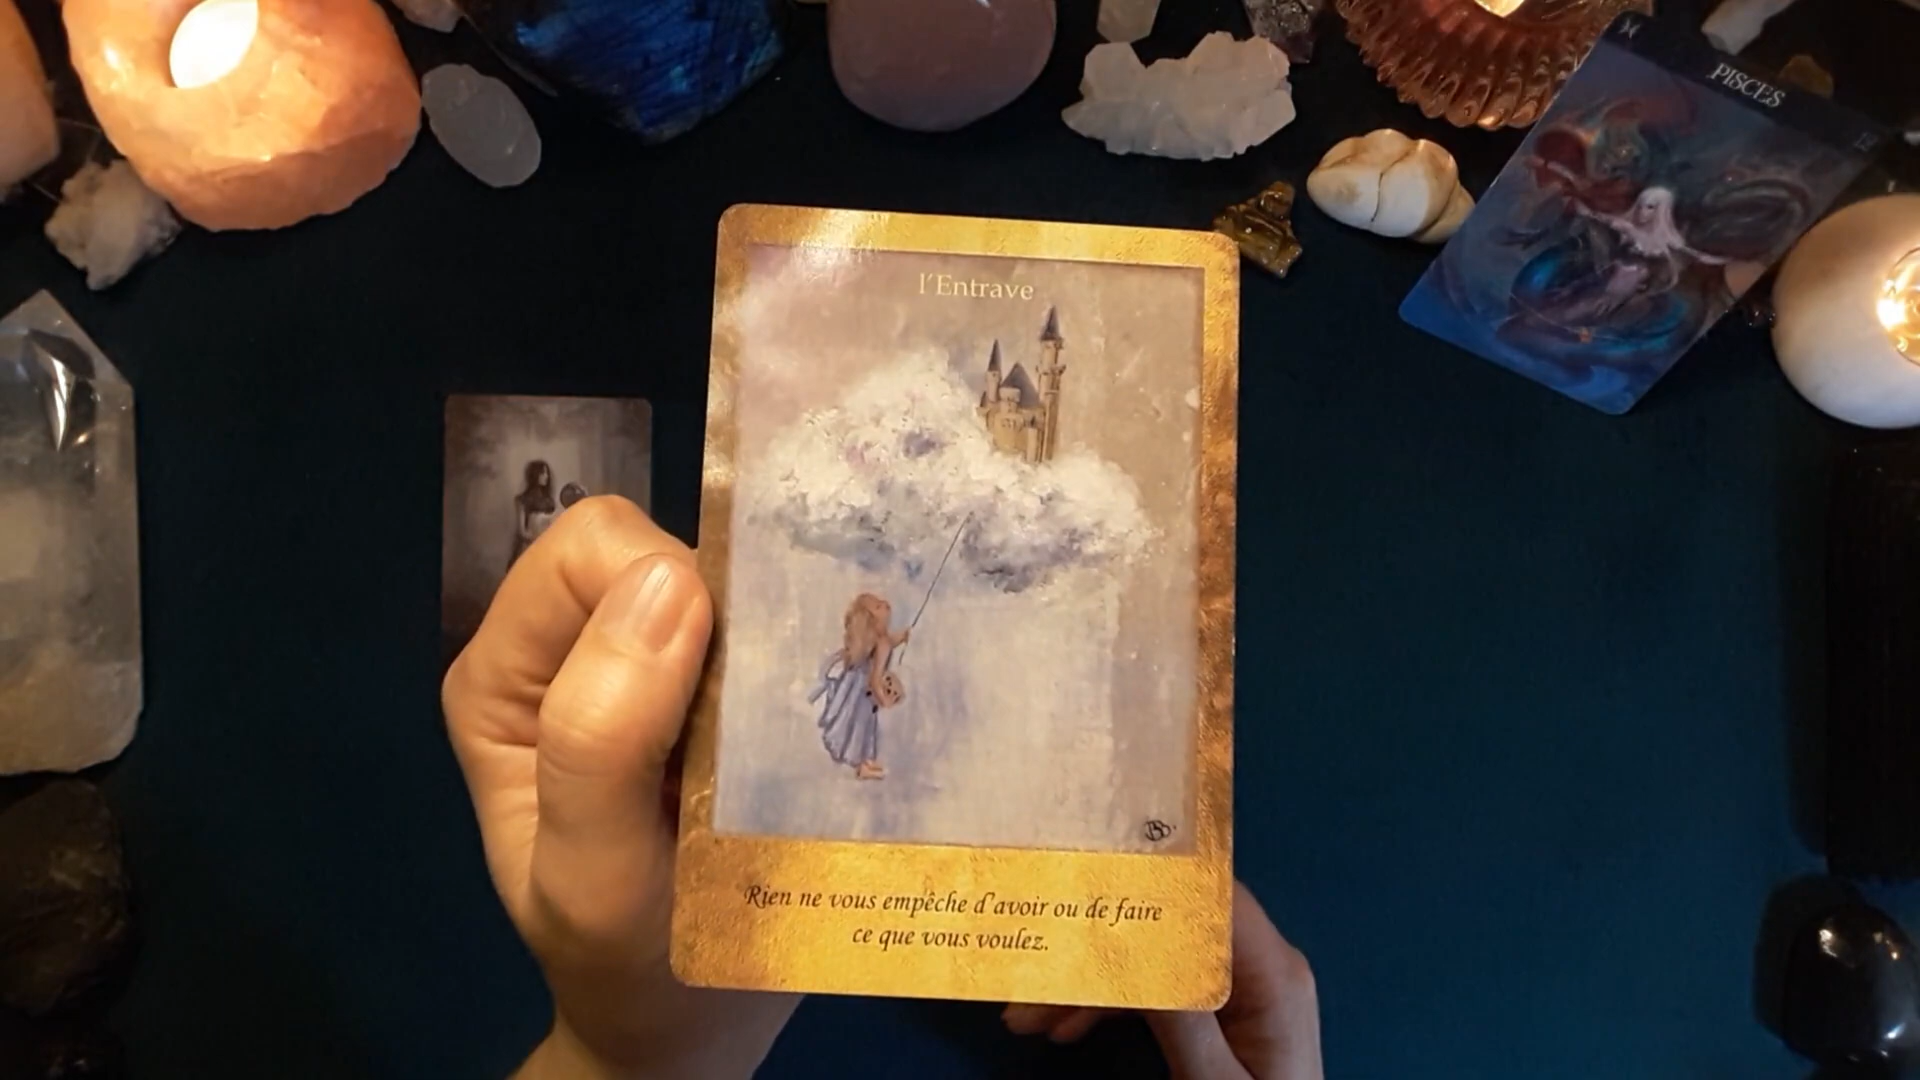 l'Entrave
Rien ne vous empêche d'avoir ou de faire
ce que vous voulez.
PISCES